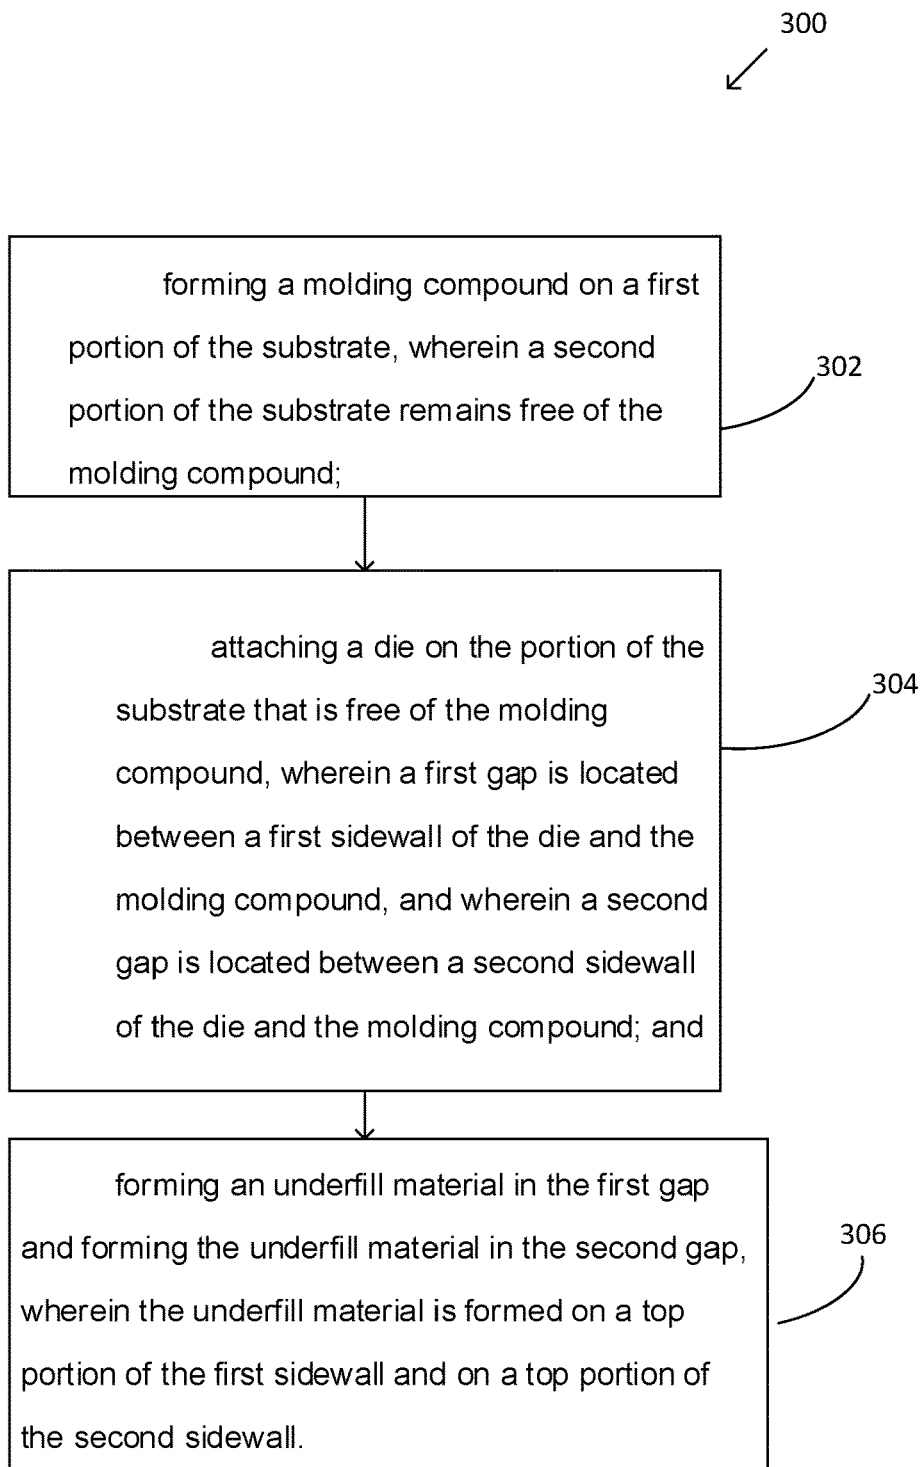 300
forming a molding compound on a first
portion of the substrate, wherein a second
portion of the substrate remains free of the
molding compound;
302
attaching a die on the portion of the
substrate that is free of the molding
compound, wherein a first gap is located
between a first sidewall of the die and the
molding compound, and wherein a second
gap is located between a second sidewall
of the die and the molding compound; and
304
forming an underfill material in the first gap
and forming the underfill material in the second gap,
wherein the underfill material is formed on a top
portion of the first sidewall and on a top portion of
the second sidewall.
306